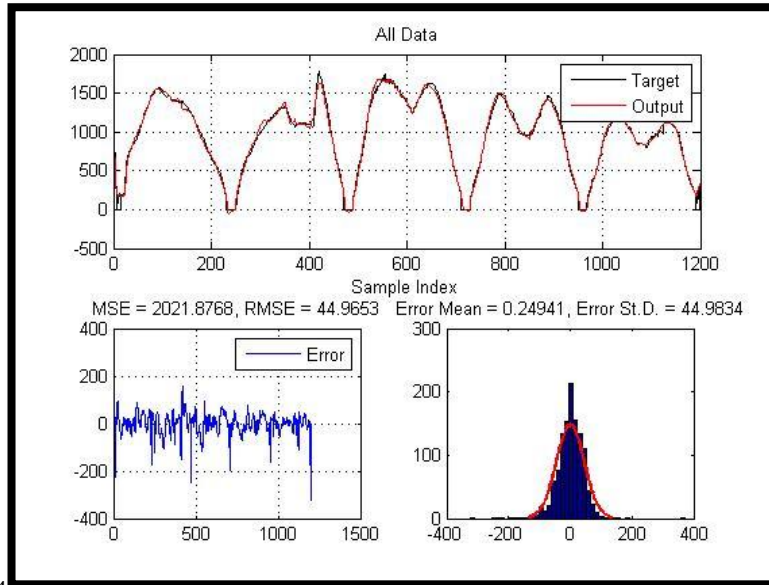 All Data
2000
1500
1000
500
0
-500
Target
Output
0 200 400 600 800 1000 1200
Sample Index
MSE = 2021.8768, RMSE = 44.9653 Error Mean = 0.24941, Error St.D. = 44.9834
400
200
0
-200
-400
Error
0 500 1000 1500
300
200
100
0
-400 -200 0 200 400